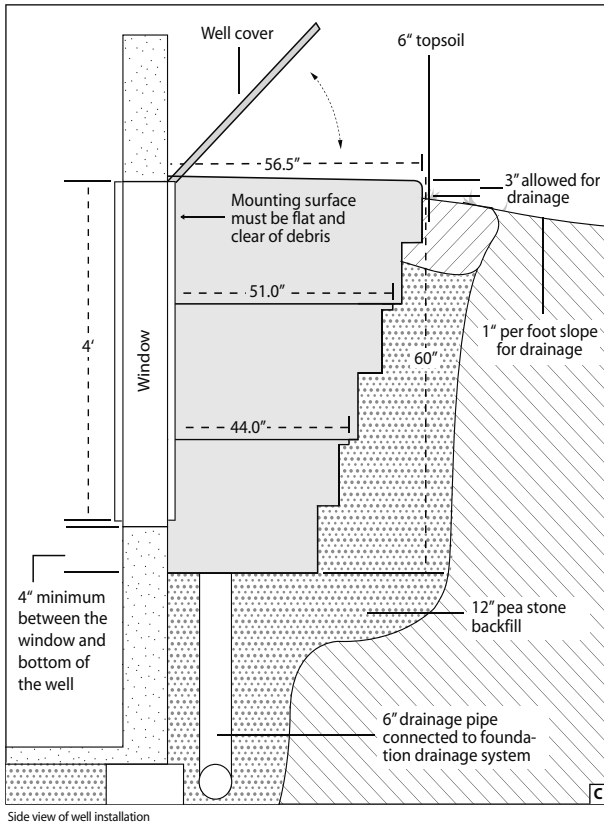 Well cover
6“ topsoil
56.5”
3” allowed for
drainage
Mounting surface
must be flat and
clear of debris
51.0”
4‘
Window
60”
1“ per foot slope
for drainage
44.0”
4“ minimum
between the
window and
bottom of
the well
12” pea stone
backfill
6” drainage pipe
connected to founda-
tion drainage system
C
Side view of well installation